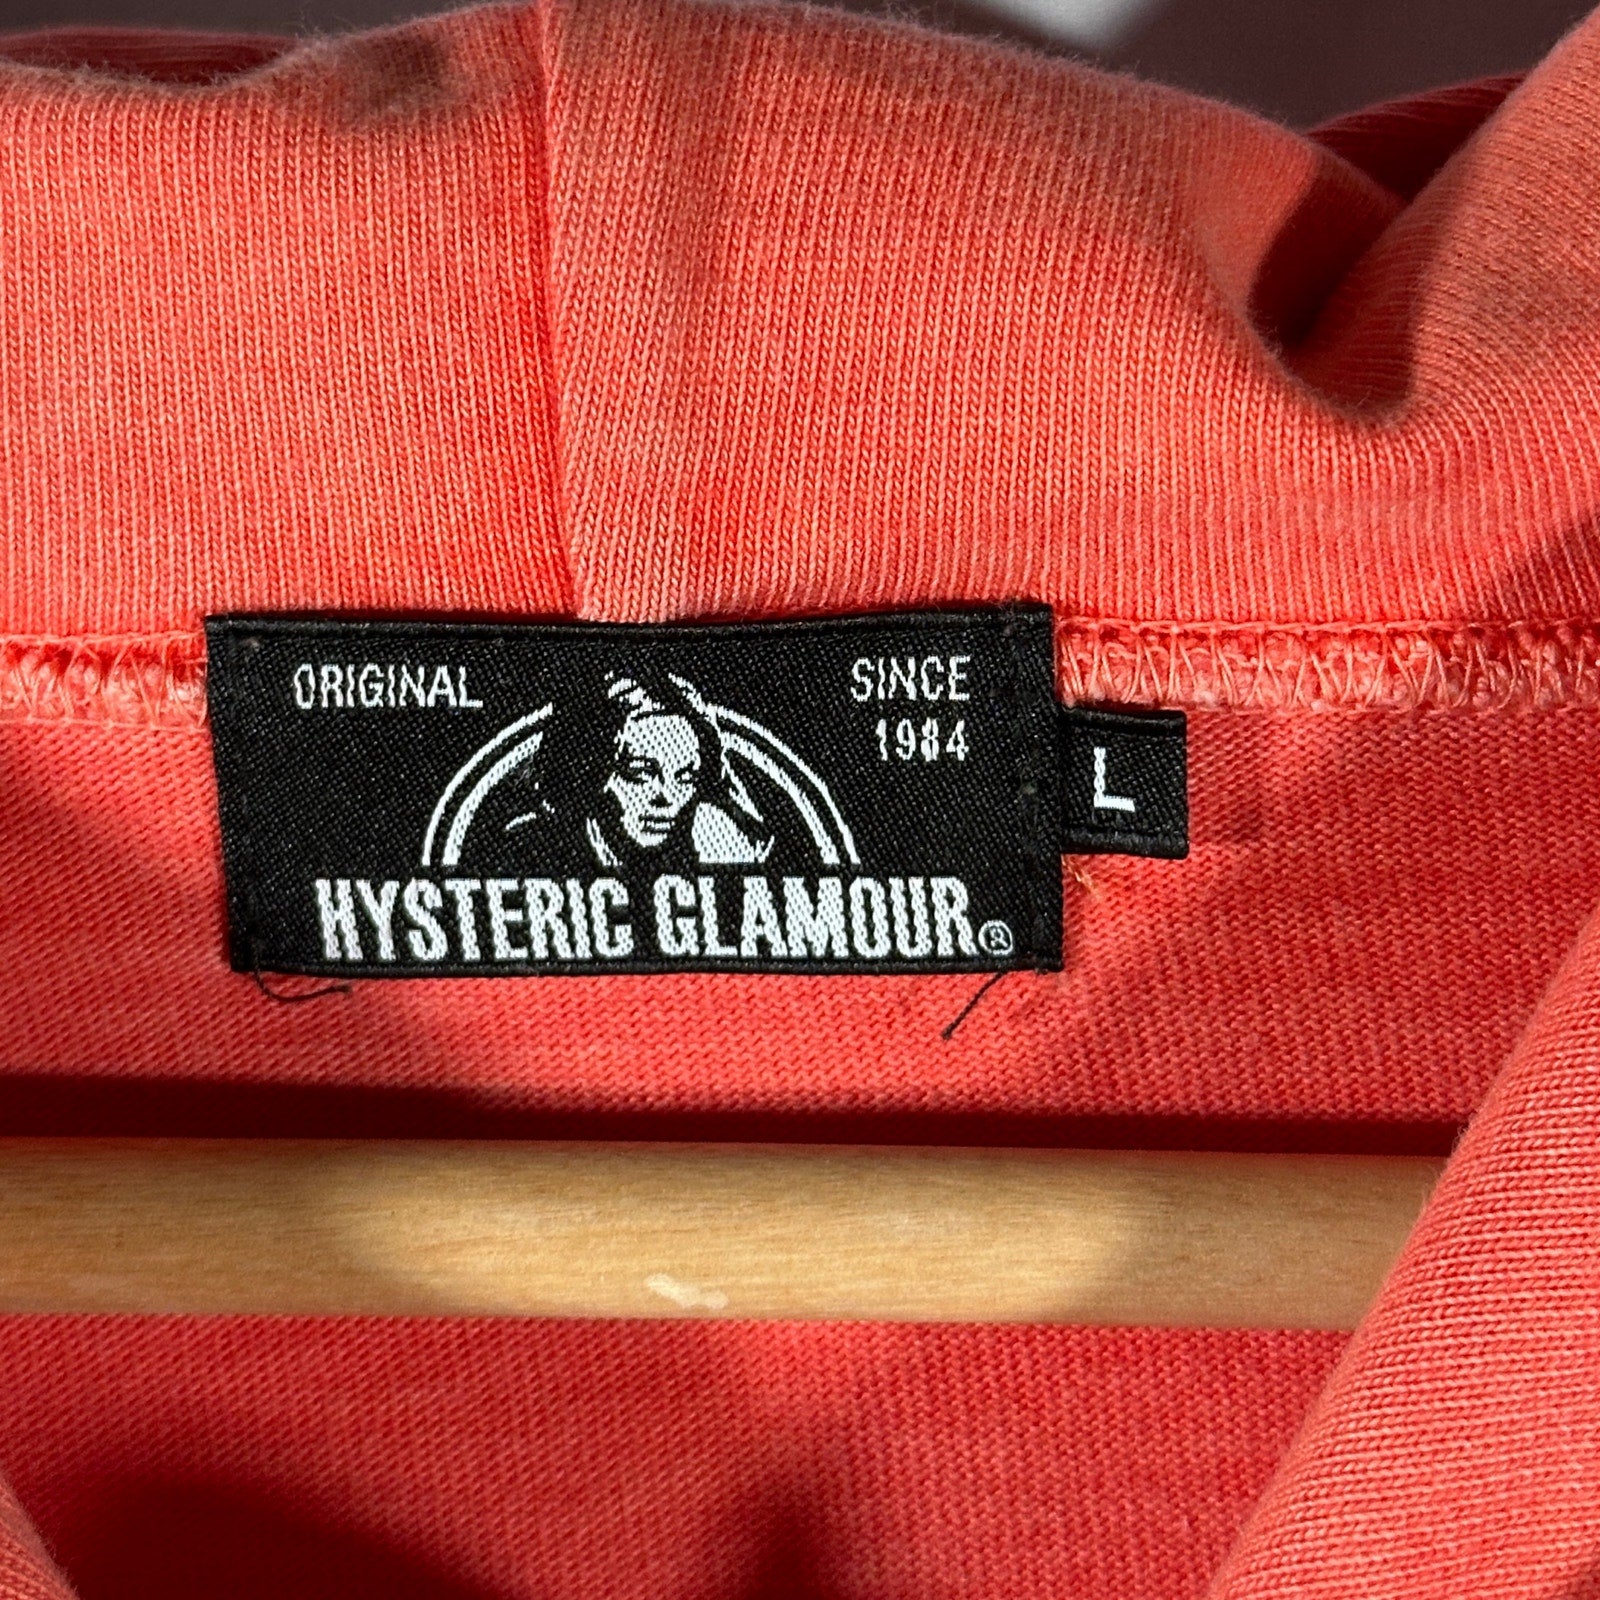 ORIGINAL
SINCE
1984
L
HYSTERIC GLAMOUR®